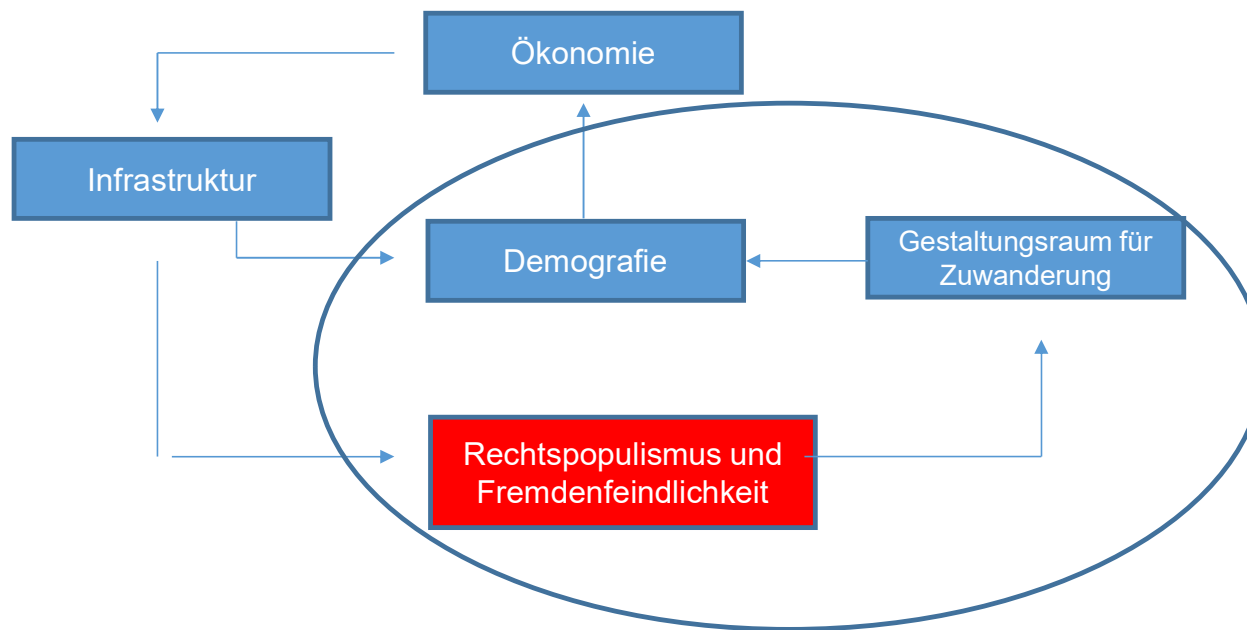 Ökonomie
Infrastruktur
Demografie
Gestaltungsraum für
Zuwanderung
Rechtspopulismus und
Fremdenfeindlichkeit